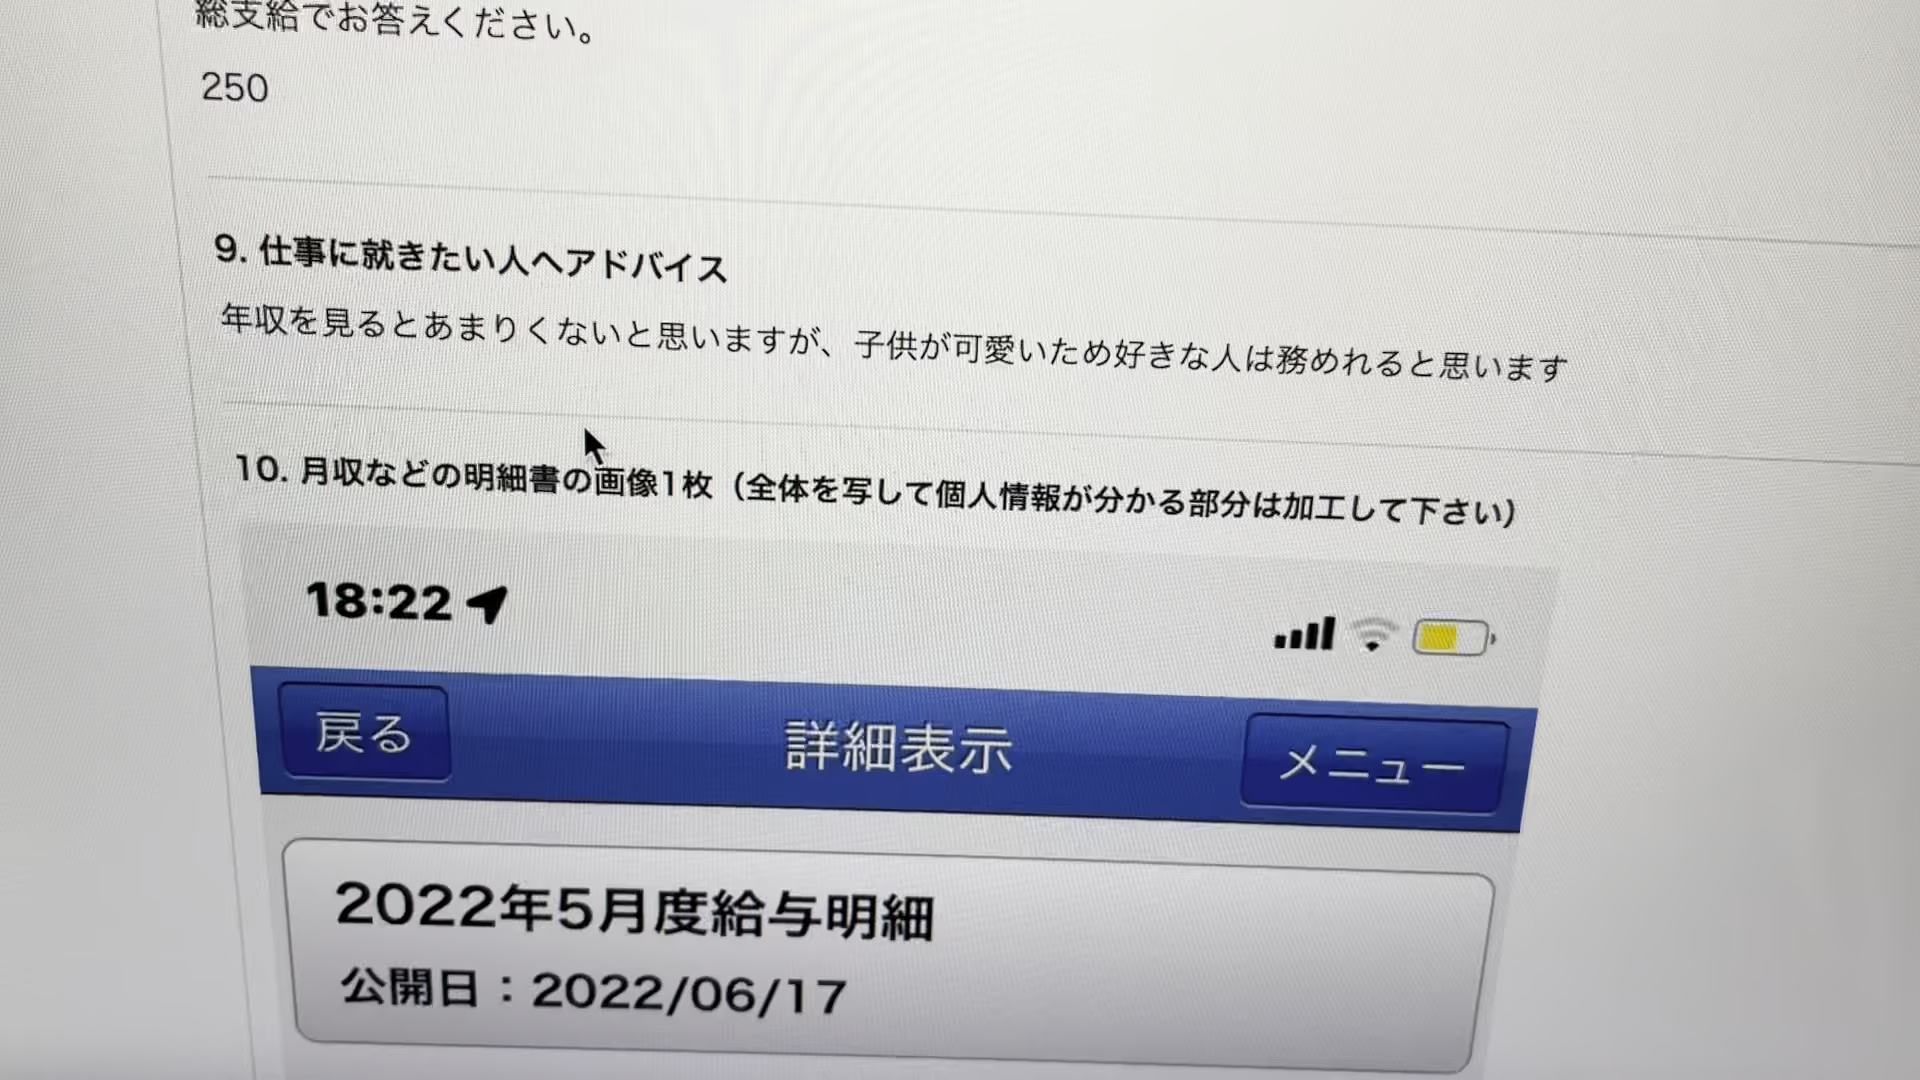 総支給でお答えください。
250
9. 仕事に就きたい人へアドバイス
年収を見るとあまりくないと思いますが、子供が可愛いため好きな人は務めれると思います
10. 月収などの明細書の画像1枚（全体を写して個人情報が分かる部分は加工して下さい）
18:22
戻る
詳細表示
メニュー
2022年5月度給与明細
公開日：2022/06/17